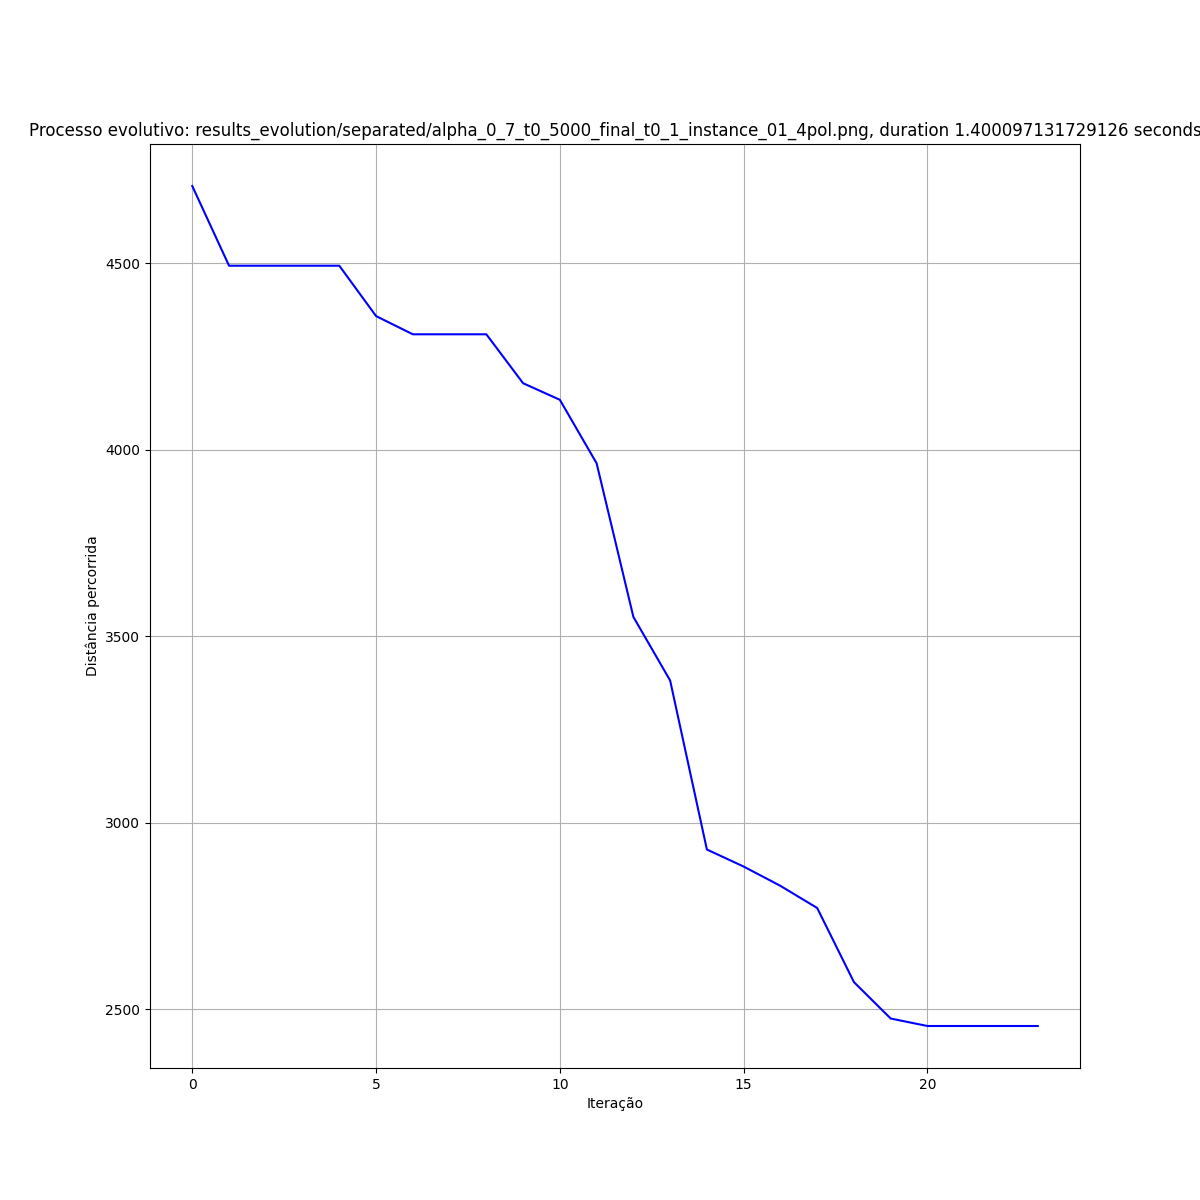 Processo evolutivo: results_evolution/separated/alpha_0_7_t0_5000_final_t0_1_instance_01_4pol.png, duration 1.400097131729126 seconds
4500
4000
Distância percorrida
3500
3000
2500
0 5 10 15 20
Iteração